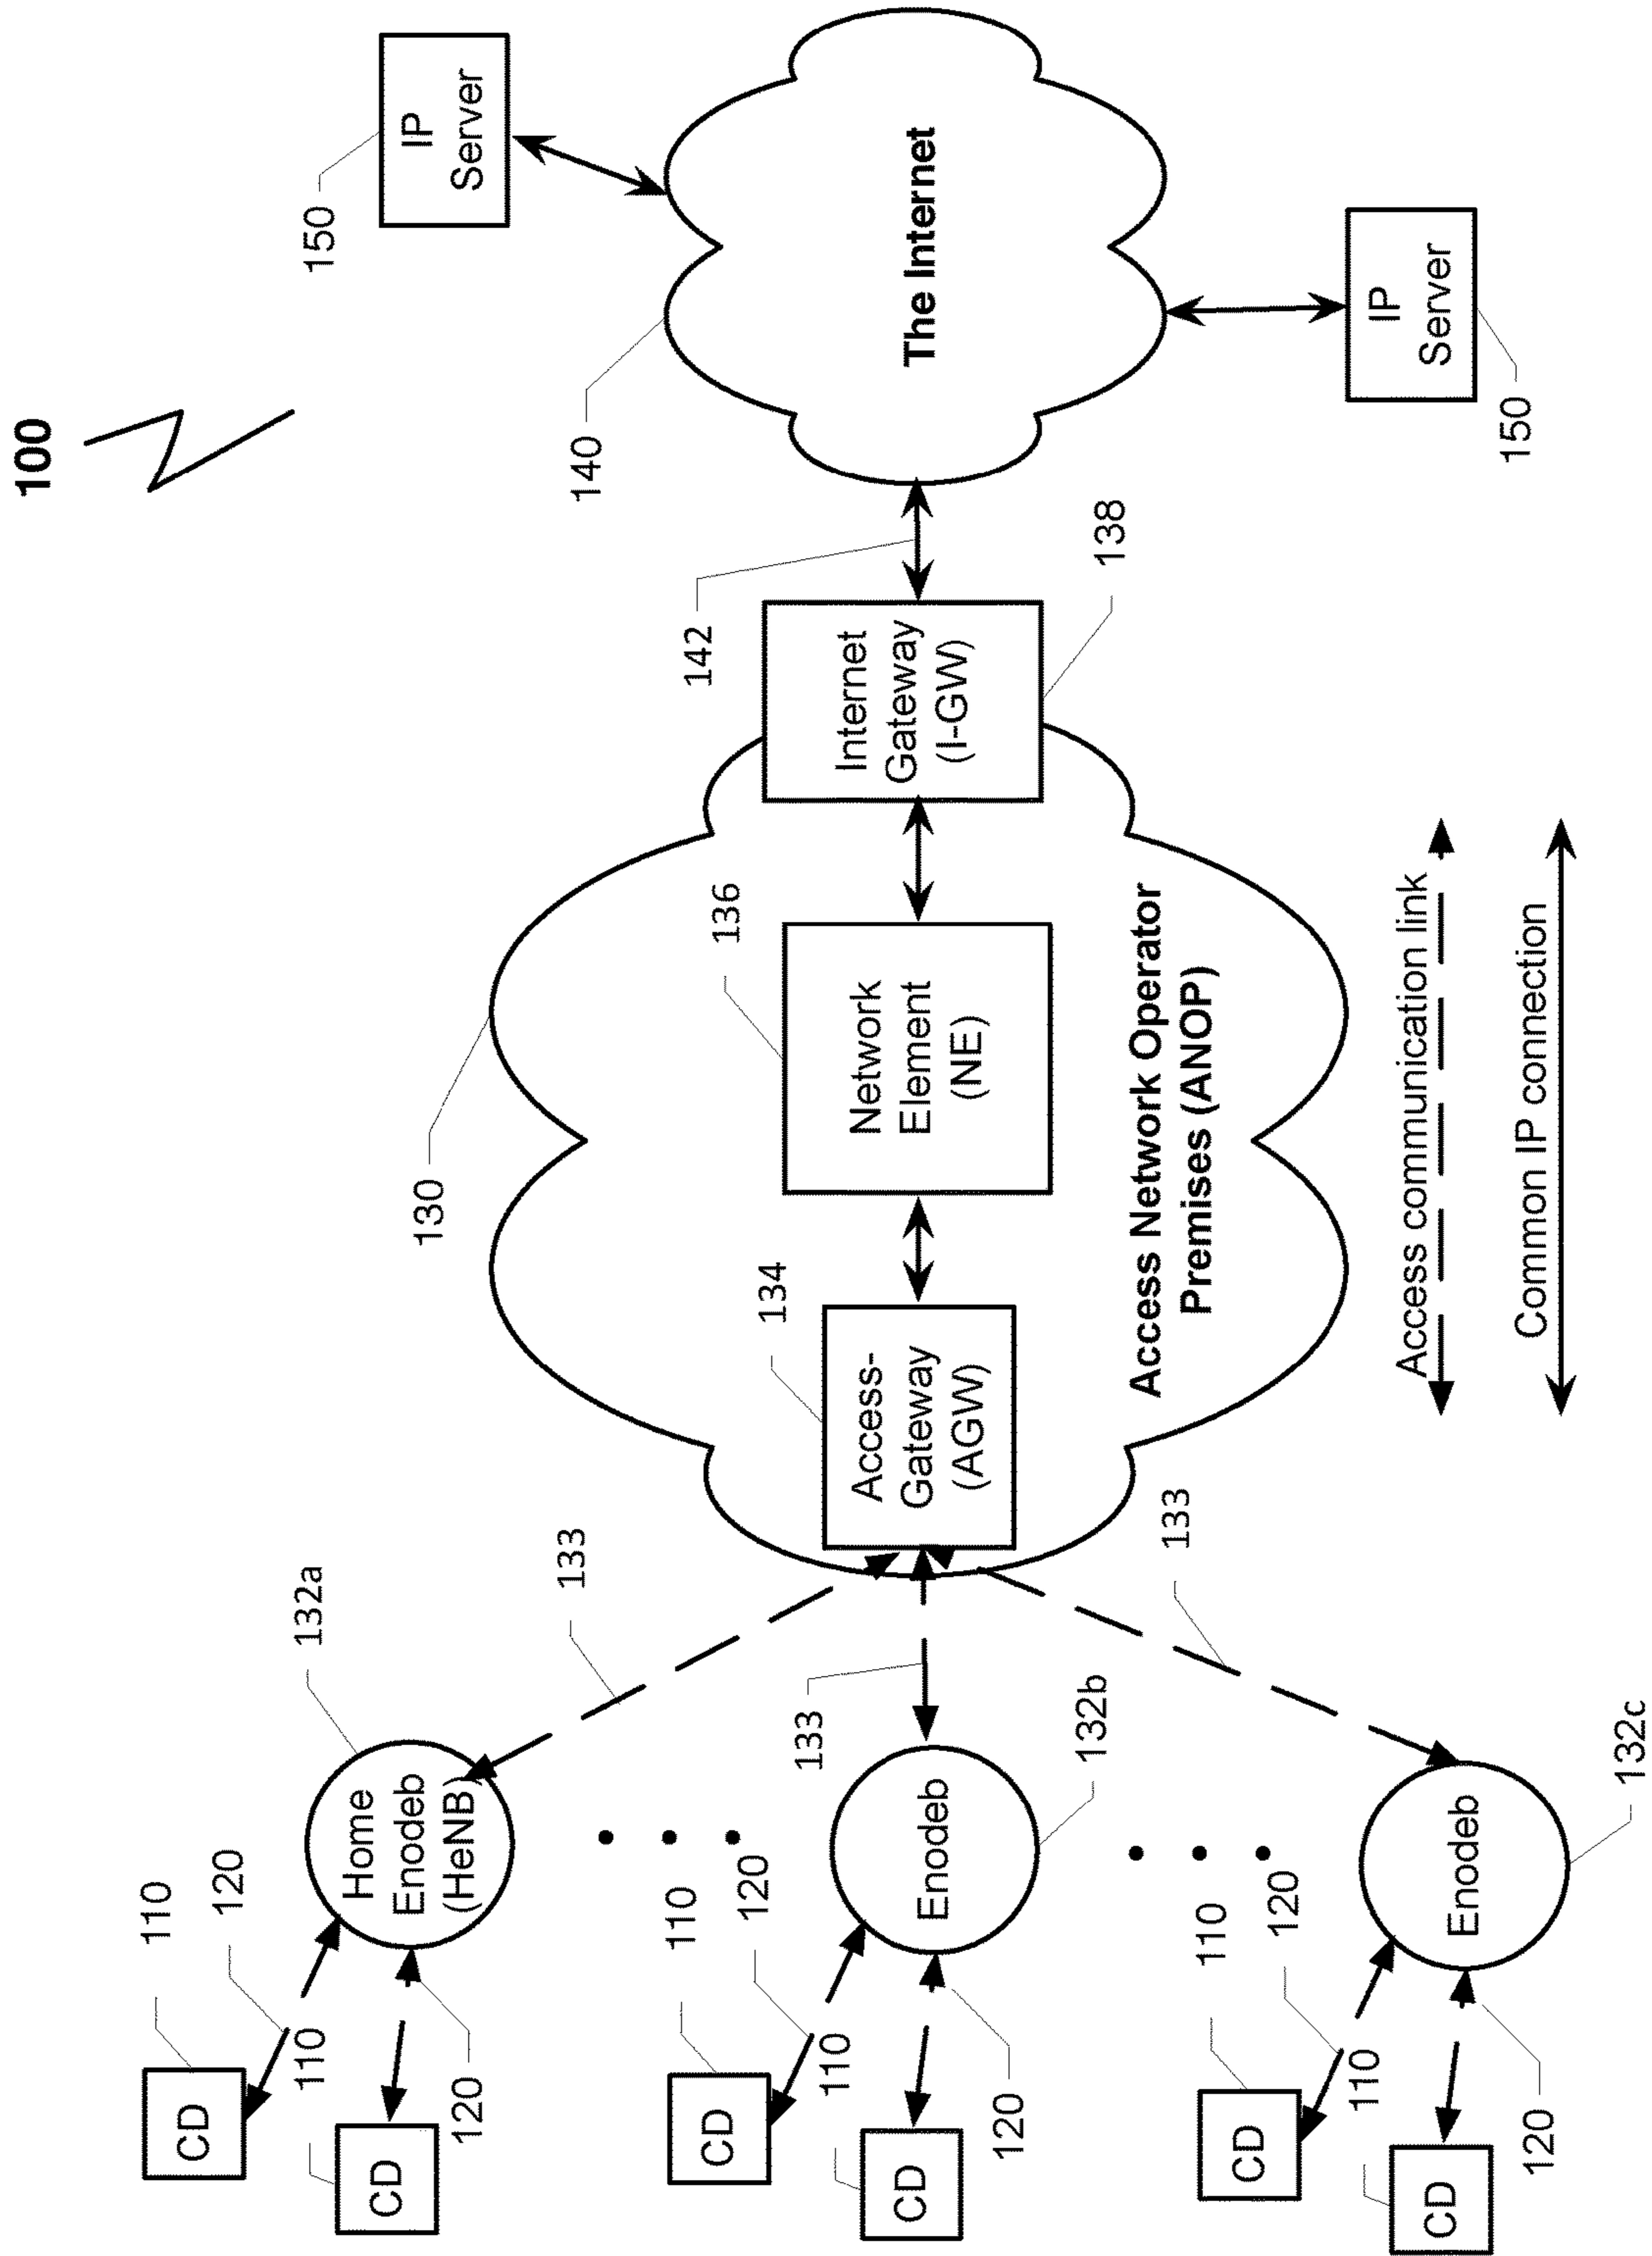 100
110
CD
120
110
CD
120
Home
Enodeb
(HeNB)
132a
133
110
CD
120
110
CD
120
Enodeb
132b
133
110
CD
120
110
CD
120
Enodeb
132c
133
130
134
Access-
Gateway
(AGW)
136
Network
Element
(NE)
Internet
Gateway
(I-GW)
138
142
Access Network Operator
Premises (ANOP)
140
The Internet
150
IP
Server
IP
Server
150
Access communication link
Common IP connection